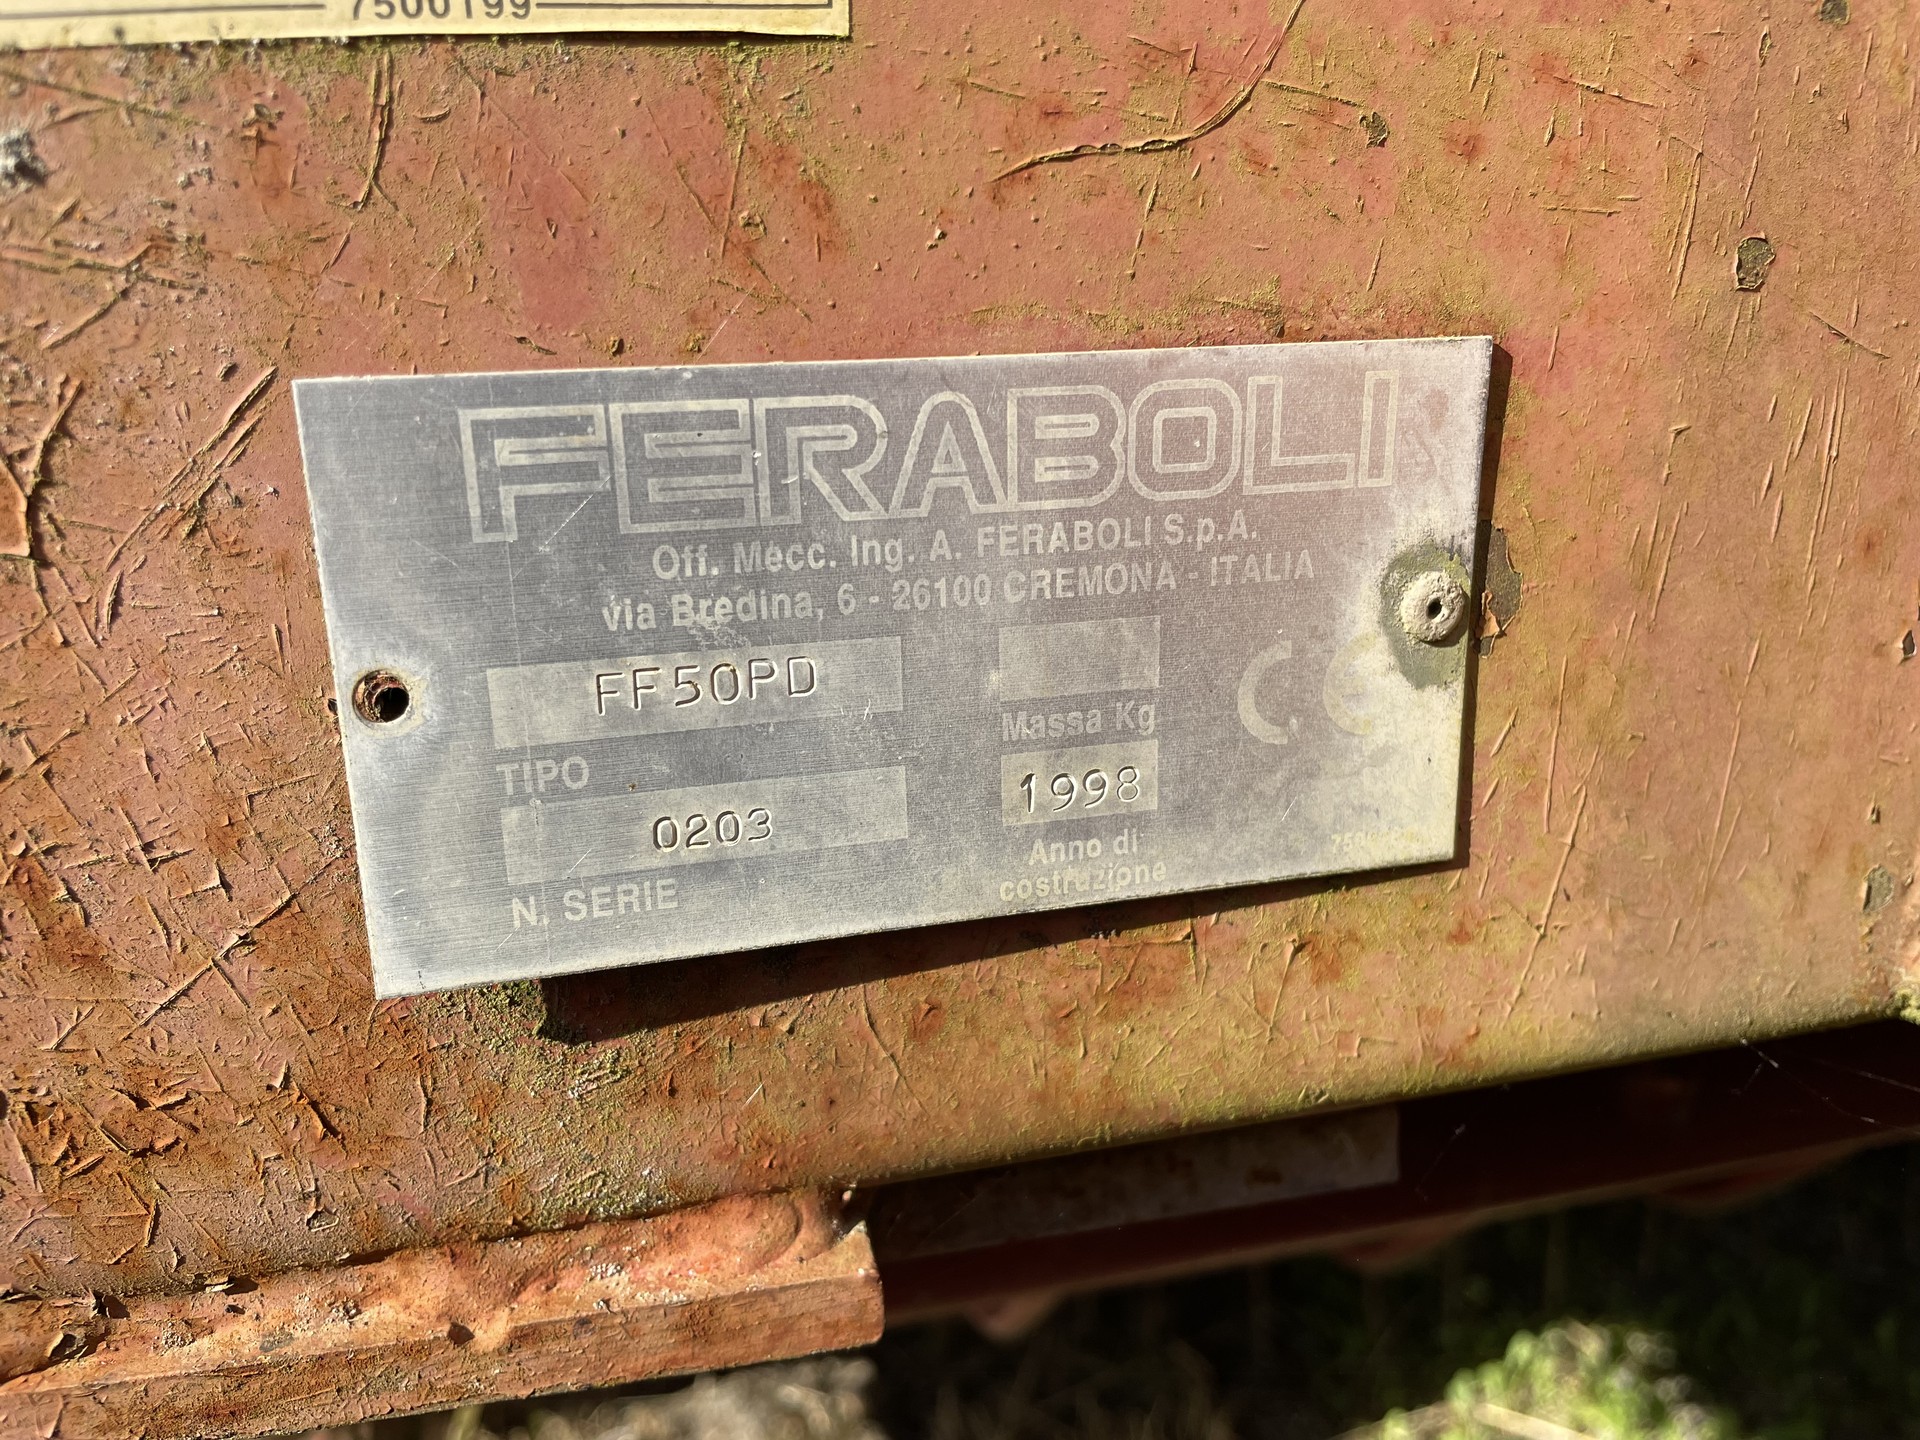 7500199
FERABOLI
Off. Mecc. Ing. A. FERABOLI S.p.A.
via Bredina, 6 - 26100 CREMONA - ITALIA
FF50PD
TIPO
Massa Kg
CE
0203
N. SERIE
1998
Anno di
costruzione